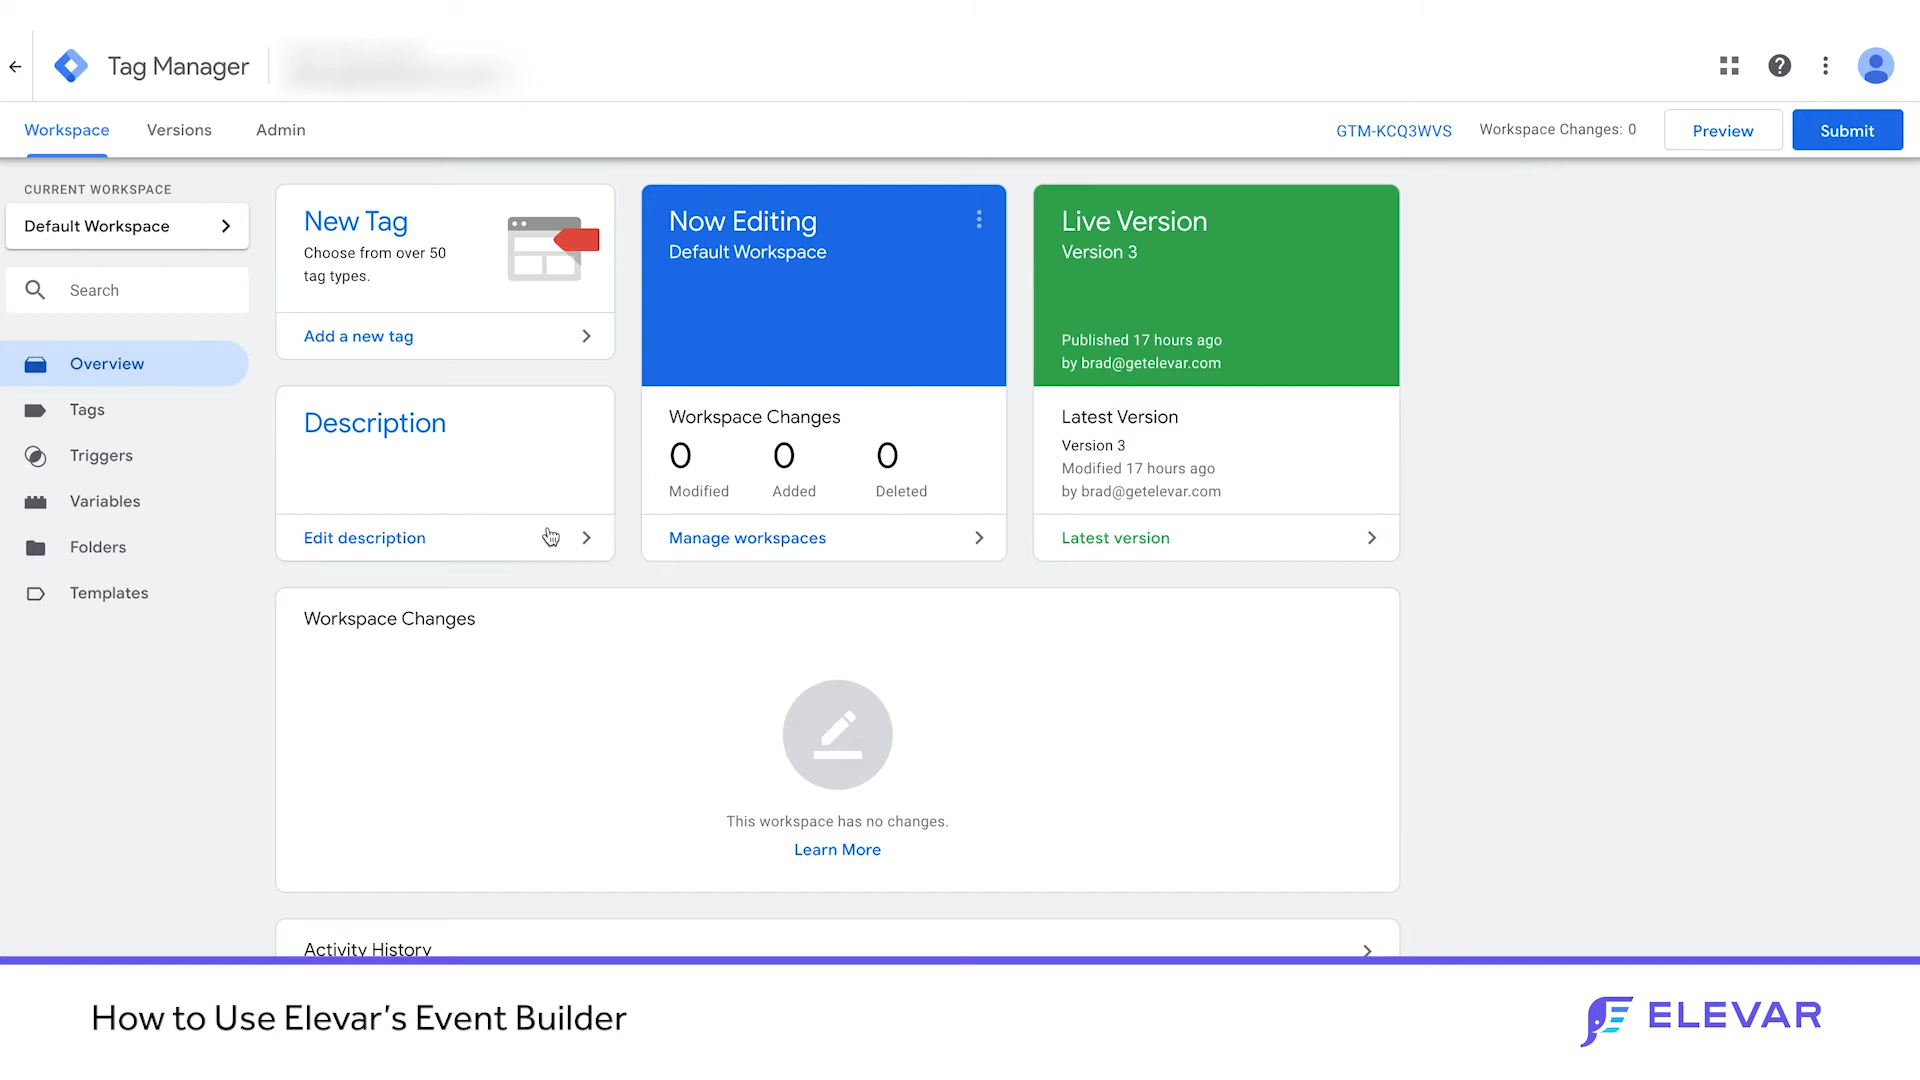 Tag Manager
Workspace
Versions
Admin
GTM-KCQ3WVS
Workspace Changes: 0
Preview
Submit
CURRENT WORKSPACE
Default Workspace
Search
Overview
Tags
Triggers
Variables
Folders
Templates
New Tag
Choose from over 50
tag types.
Add a new tag
Description
Edit description
Now Editing
Default Workspace
Workspace Changes
0
0
0
Modified
Added
Deleted
Manage workspaces
Live Version
Version 3
Published 17 hours ago
by brad@getelevar.com
Latest Version
Version 3
Modified 17 hours ago
by brad@getelevar.com
Latest version
Workspace Changes
This workspace has no changes.
Learn More
Activity History
How to Use Elevar’s Event Builder
ELEVAR